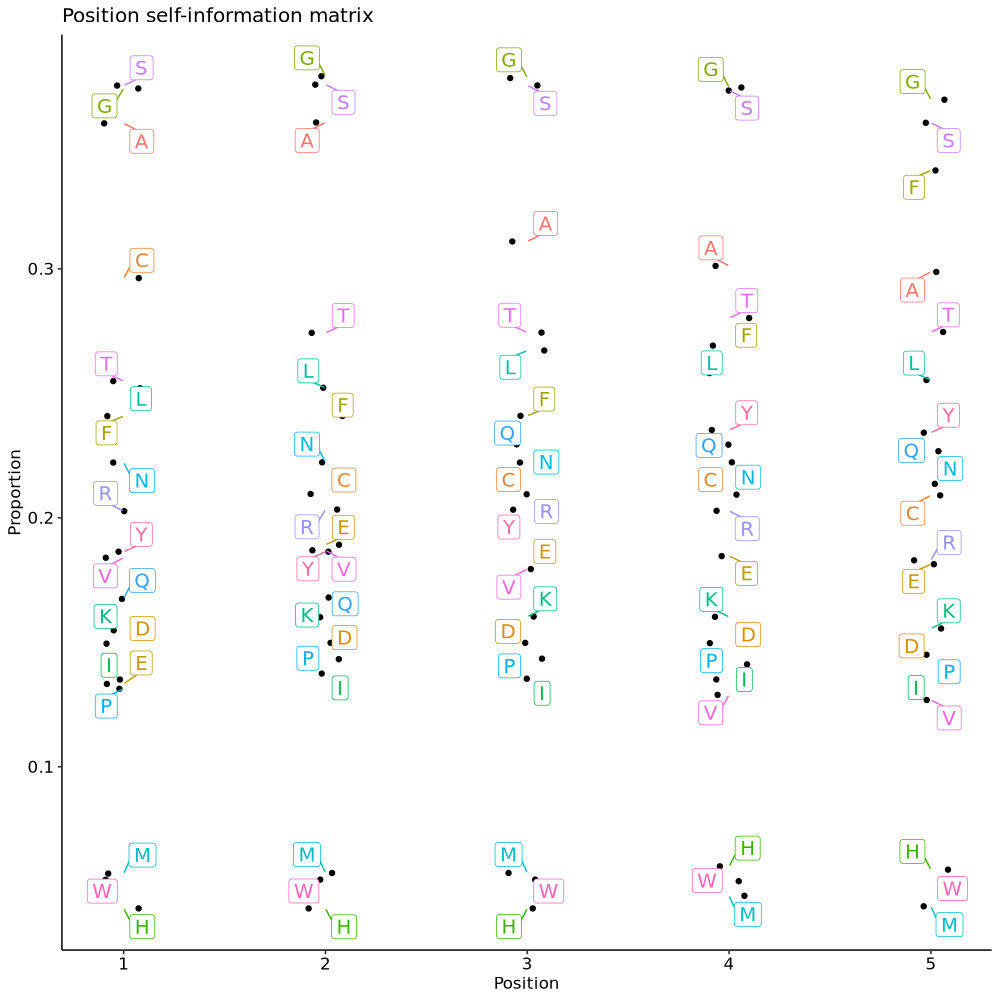 Position self-information matrix
Proportion
0.3
0.2
0.1
S
G
A
C
T
L
F
N
R
Y
V
Q
K
D
I
E
P
M
W
H
G
S
A
T
L
F
N
C
R
E
Y
V
Q
K
D
P
I
M
W
H
G
S
A
T
L
F
Q
N
C
R
Y
E
V
K
D
P
I
M
W
H
G
S
A
T
F
L
Y
Q
N
C
R
E
K
D
P
I
V
H
W
M
G
S
F
A
T
L
Y
Q
N
C
R
E
K
D
P
I
V
H
W
M
1 2 3 4 5
Position